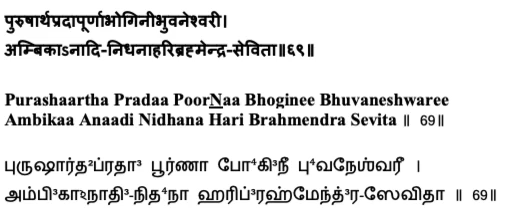 पुरुषार्थप्रदापूर्णाभोगिनीभुवनेश्वरी।
अम्बिकाऽनादि-निधनाहरिब्रह्मेन्द्र-सेविता॥६९॥
Purashaartha Pradaa PoorNaa Bhoginee Bhuvaneshwaree
Ambikaa Anaadi Nidhana Hari Brahmendra Sevita ॥ 69॥
புருஷார்த²ப்ரதா³ பூர்ணா போ⁴கி³நீ பு⁴வநேஶ்வரீ ।
அம்பி³காঽநாதி³-நித⁴நா ஹரிப்³ரஹ்மேந்த்³ர-ஸேவிதா ॥ 69॥